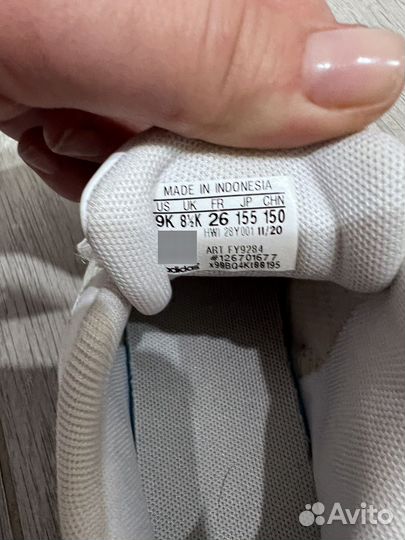 MADE IN INDONESIA
US UK FR JP CHN
9K 8½K 26 155 150
HWI 28Y001 11/20
ART FY9284
adidas #126701677
x90BQ4Kt00195
Avito